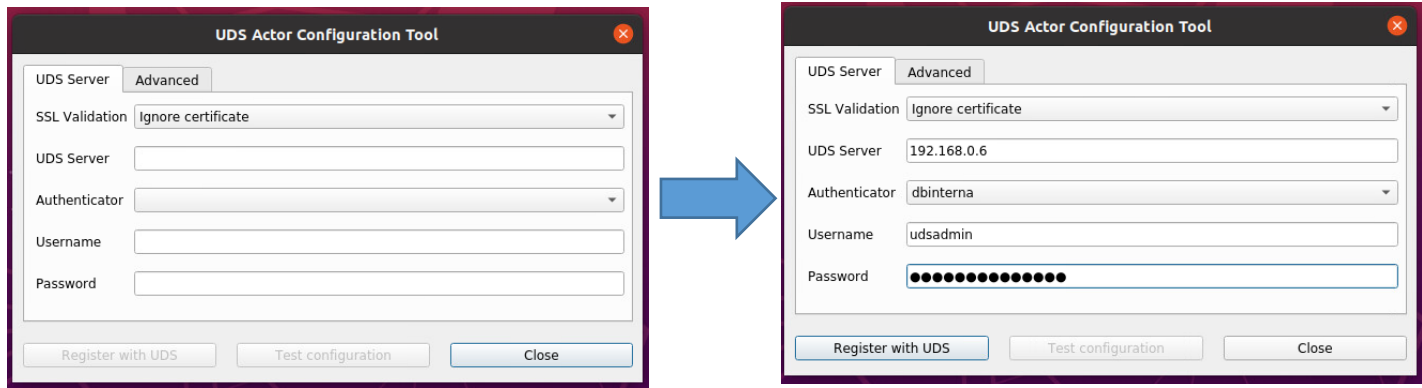 UDS Actor Configuration Tool
UDS Server Advanced
SSL Validation Ignore certificate
UDS Server
Authenticator
Username
Password
Register with UDS Test configuration Close
UDS Actor Configuration Tool
UDS Server Advanced
SSL Validation Ignore certificate
UDS Server 192.168.0.6
Authenticator dbinterna
Username udsadmin
Password ●●●●●●●●●●●●●●
Register with UDS Test configuration Close